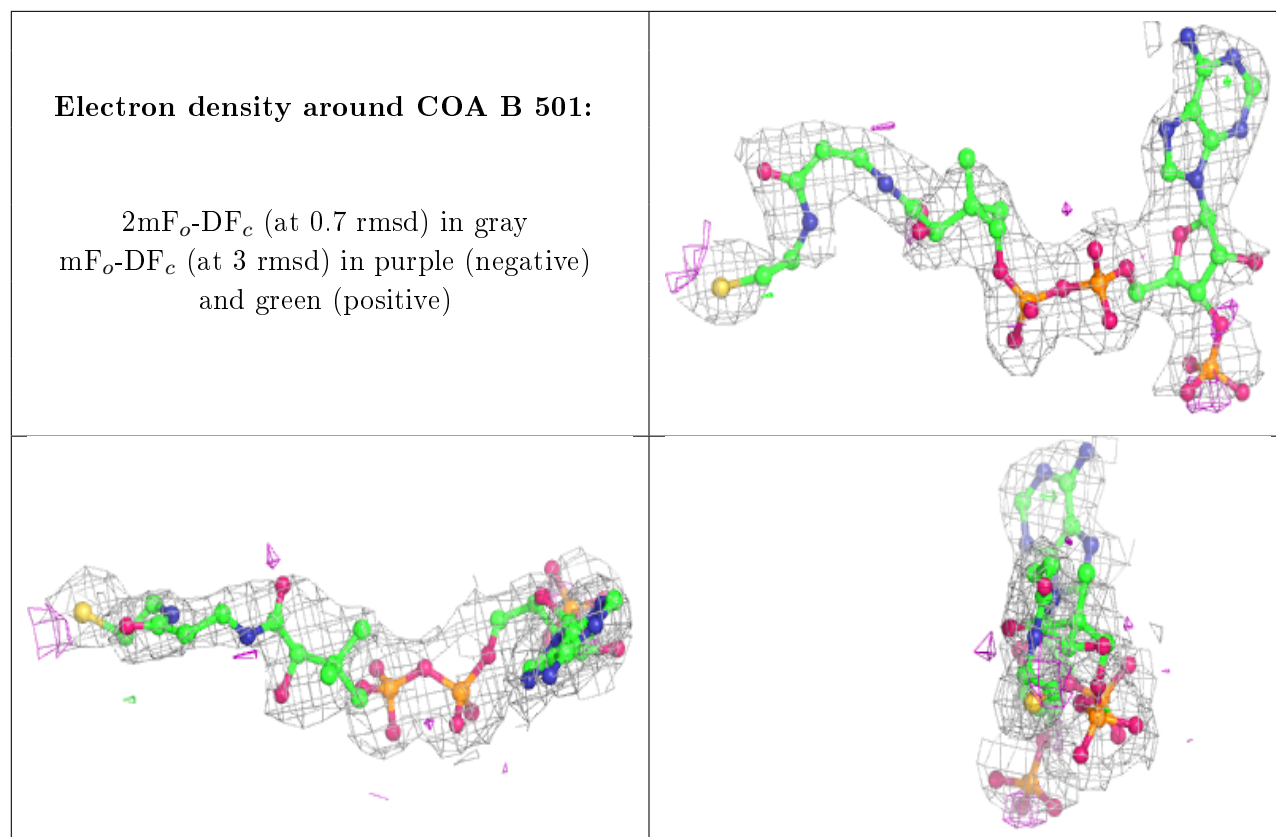 Electron density around COA B 501:
2mFo-DFc (at 0.7 rmsd) in gray
mFo-DFc (at 3 rmsd) in purple (negative)
and green (positive)